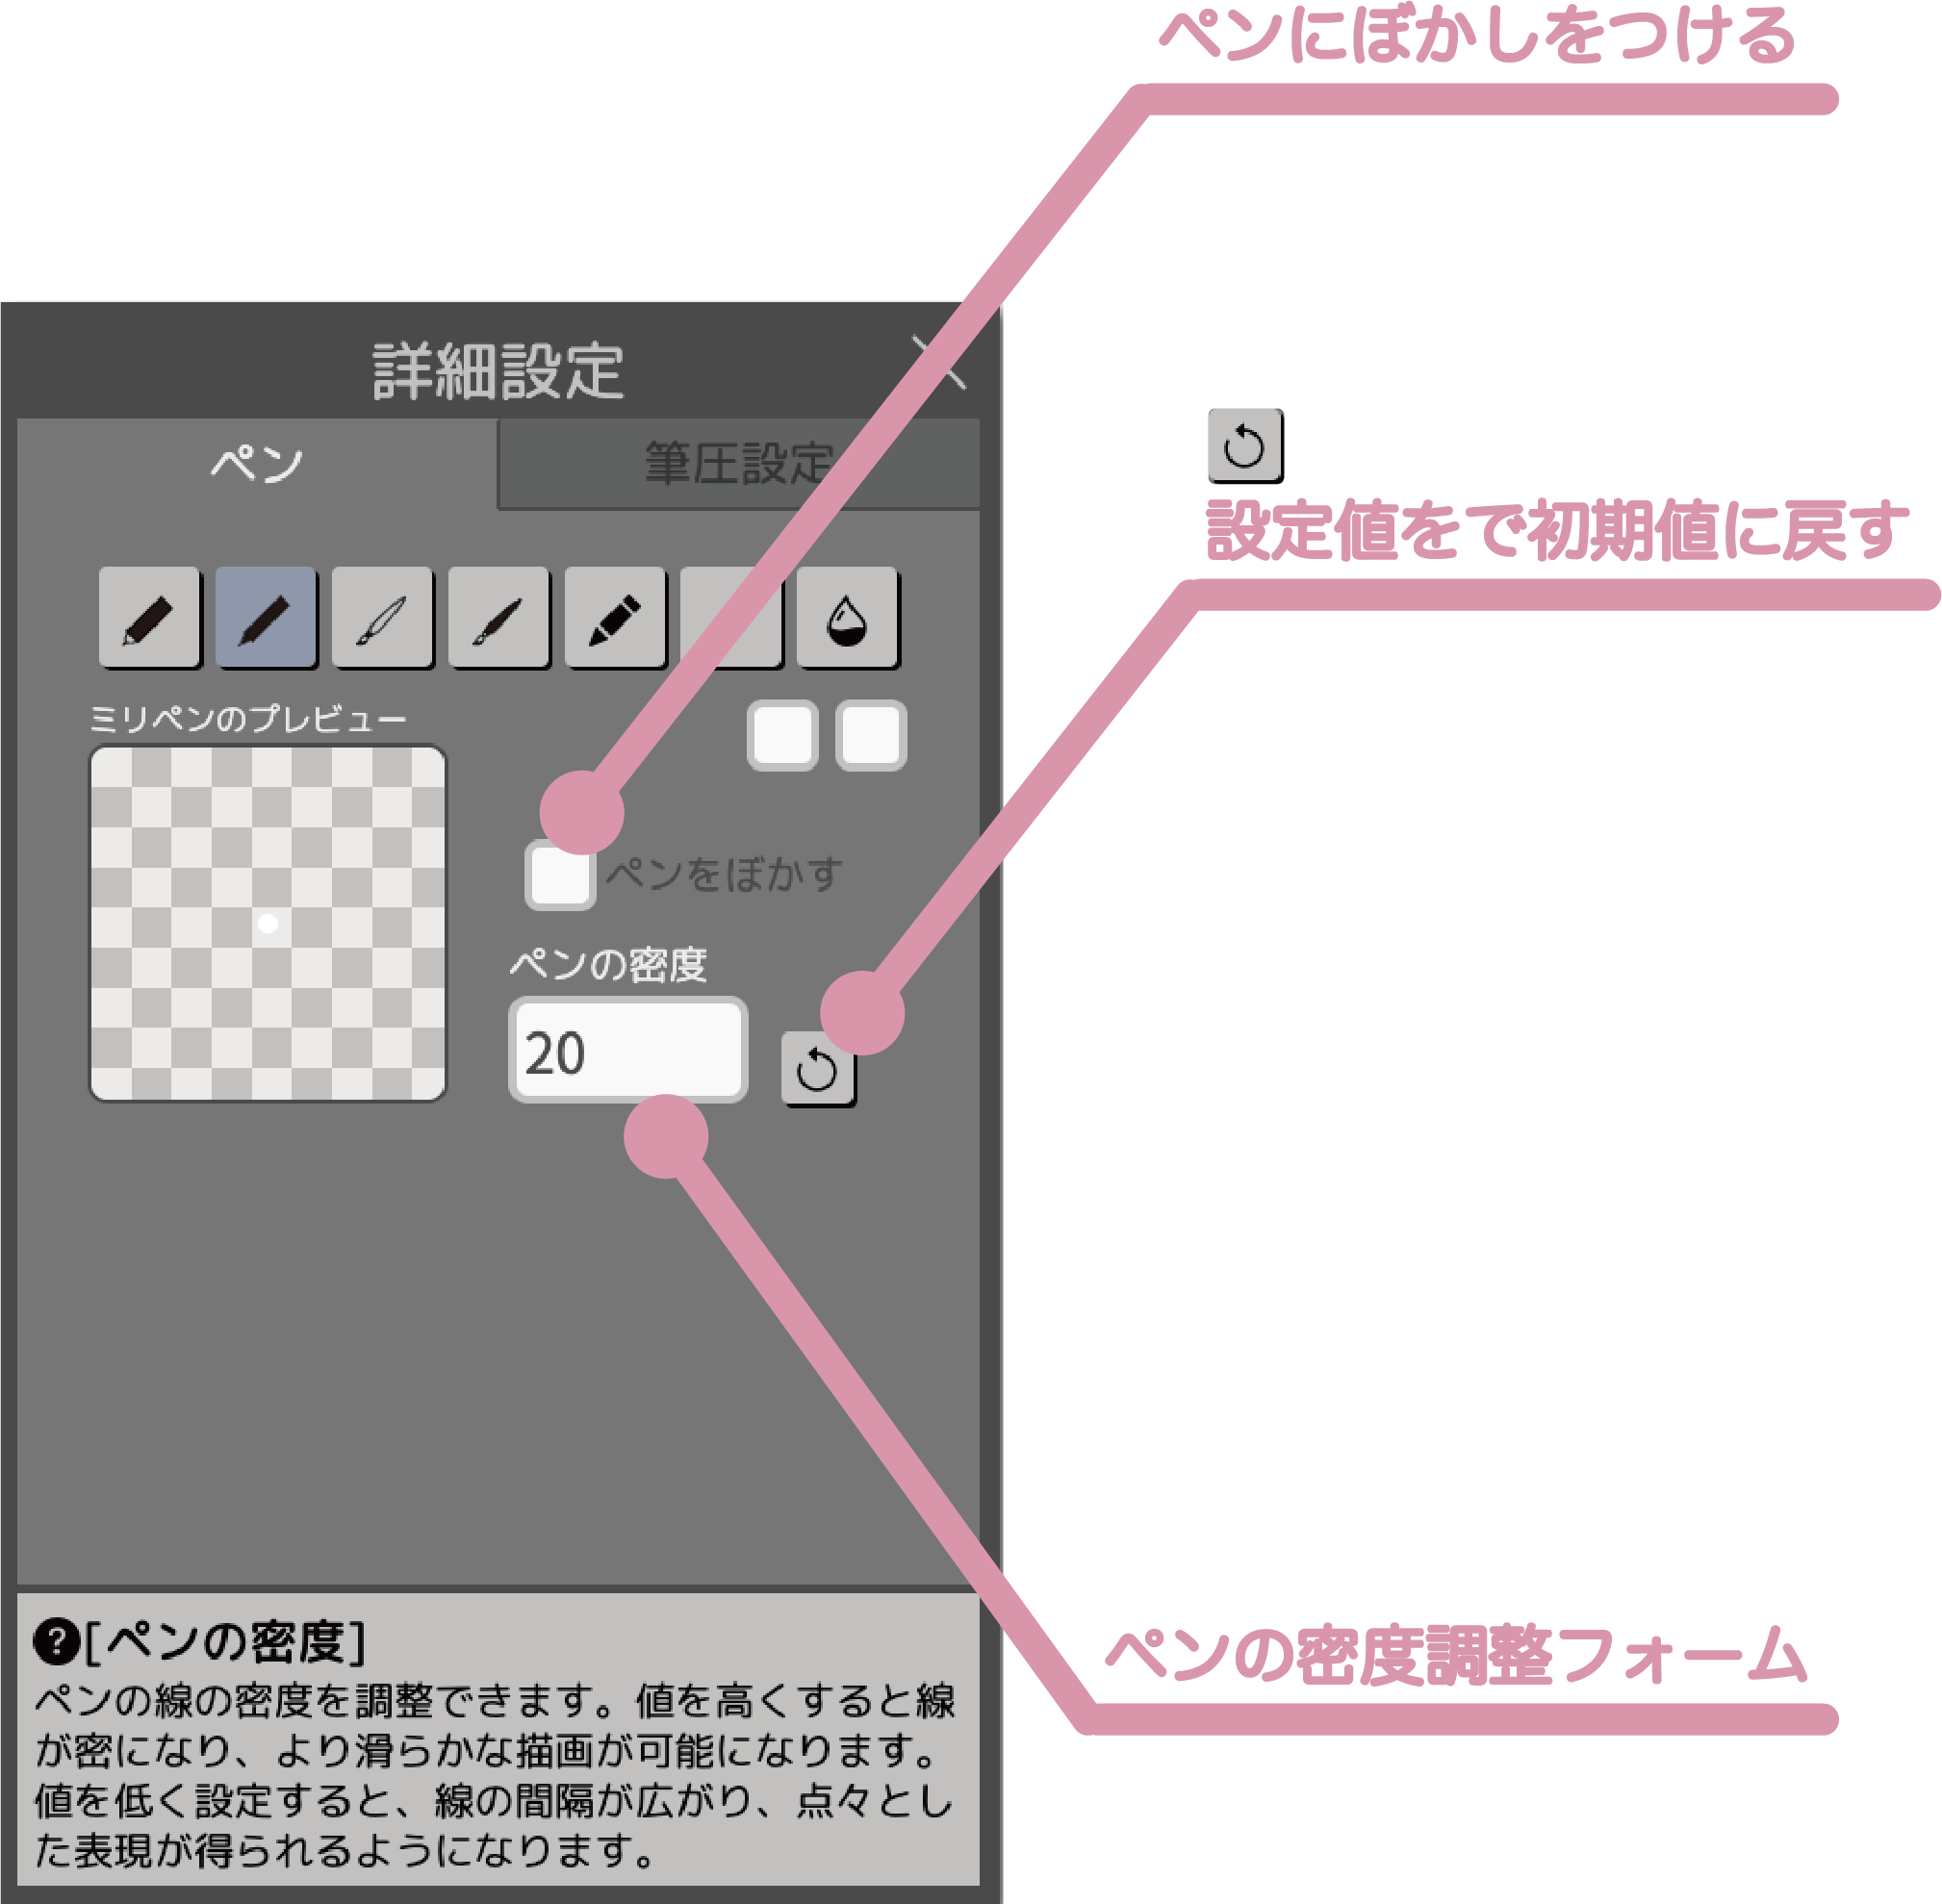 ペンにぼかしをつける
詳細設定
ペン
筆圧設定
設定値をで初期値に戻す
ミリペンのプレビュー
ペンをぼかす
ペンの密度
20
?[ペンの密度]
ペンの線の密度を調整できます。値を高くすると線
が密になり、より滑らかな描画が可能になります。
値を低く設定すると、線の間隔が広がり、点々とし
た表現が得られるようになります。
ペンの密度調整フォーム